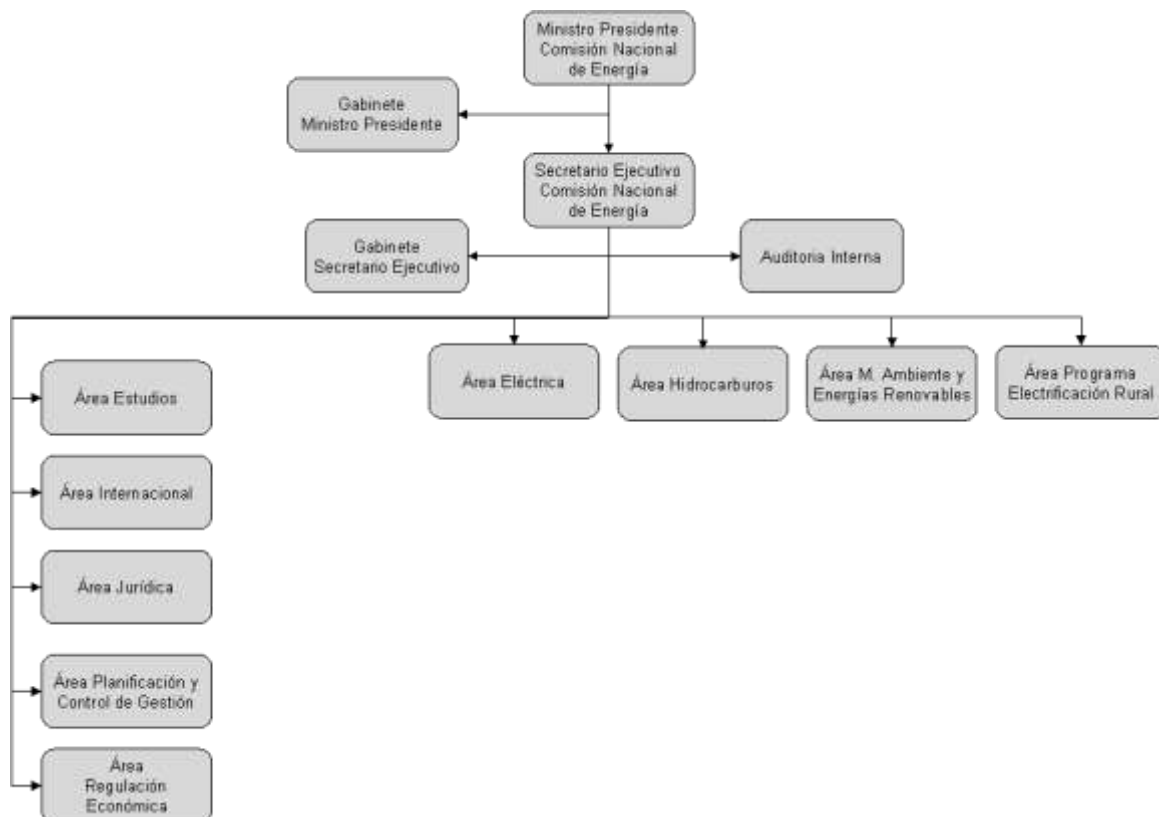 Ministro Presidente
Comisión Nacional
de Energía
Gabinete
Ministro Presidente
Secretario Ejecutivo
Comisión Nacional
de Energía
Gabinete
Secretario Ejecutivo
Auditoria Interna
Área Eléctrica
Área Hidrocarburos
Área M. Ambiente y
Energías Renovables
Área Programa
Electrificación Rural
Área Estudios
Área Internacional
Área Jurídica
Área Planificación y
Control de Gestión
Área
Regulación
Económica